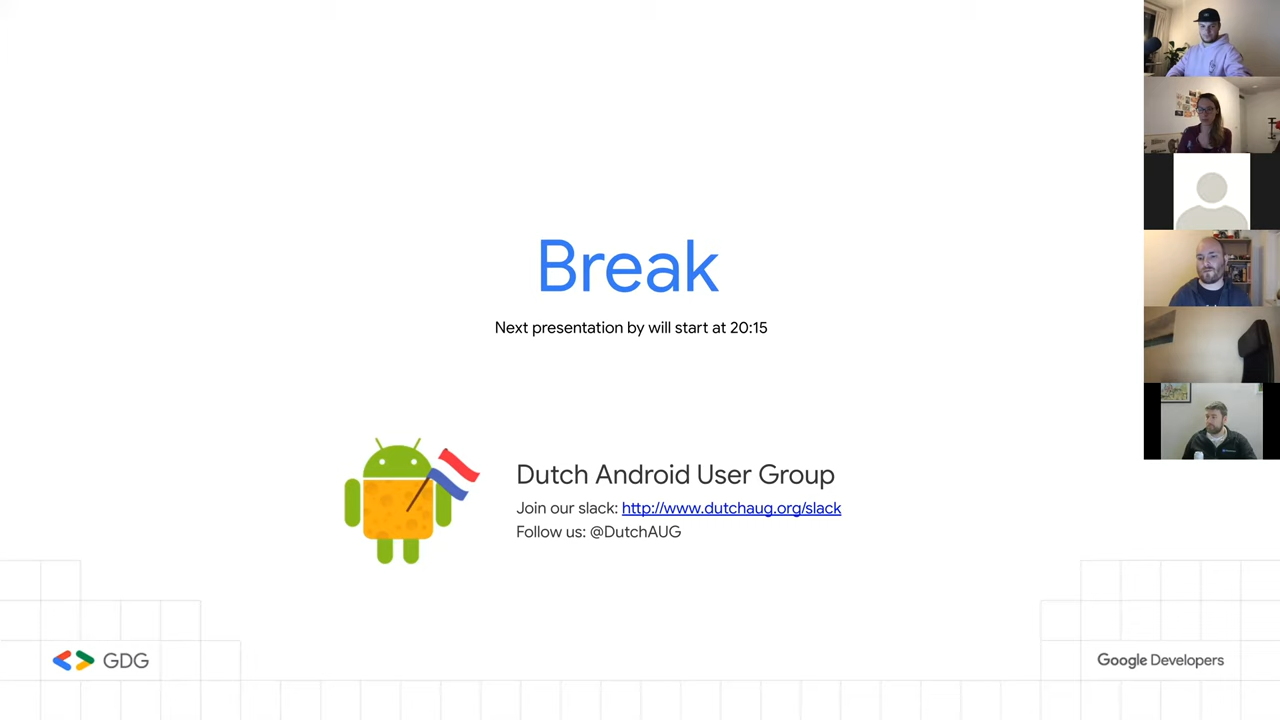 Break
Next presentation by will start at 20:15
Dutch Android User Group
Join our slack: http://www.dutchaug.org/slack
Follow us: @DutchAUG
GDG
Google Developers